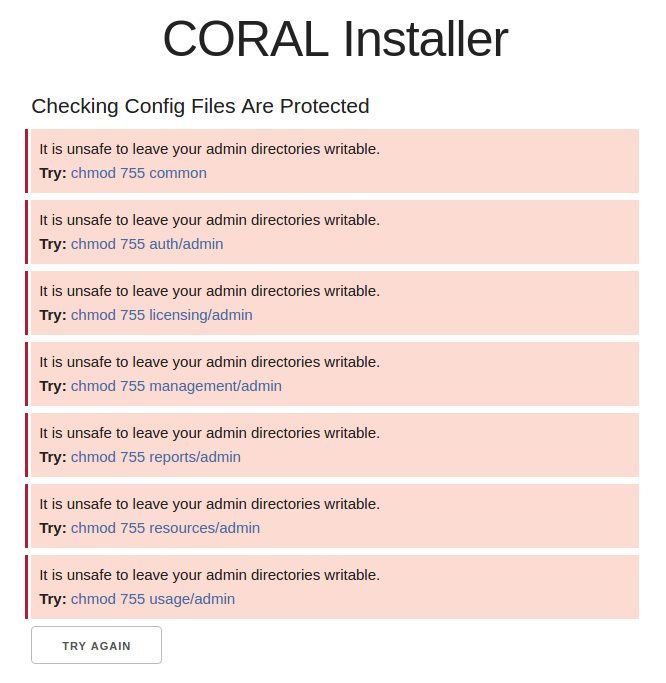 CORAL Installer
Checking Config Files Are Protected
It is unsafe to leave your admin directories writable.
Try: chmod 755 common
It is unsafe to leave your admin directories writable.
Try: chmod 755 auth/admin
It is unsafe to leave your admin directories writable.
Try: chmod 755 licensing/admin
It is unsafe to leave your admin directories writable.
Try: chmod 755 management/admin
It is unsafe to leave your admin directories writable.
Try: chmod 755 reports/admin
It is unsafe to leave your admin directories writable.
Try: chmod 755 resources/admin
It is unsafe to leave your admin directories writable.
Try: chmod 755 usage/admin
TRY AGAIN